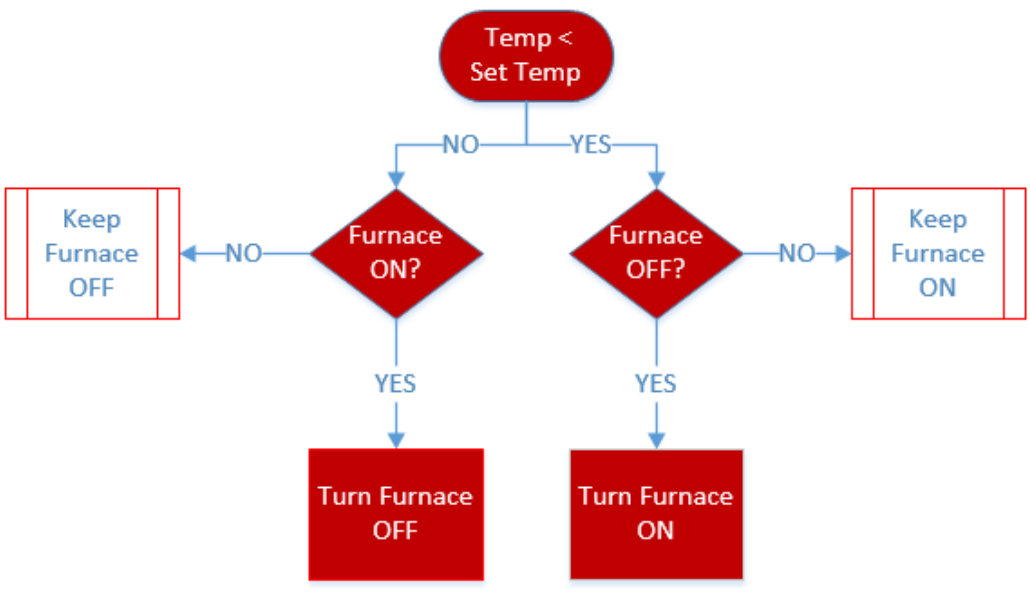 Temp <
Set Temp
NO
YES
Keep
Furnace
OFF
NO
Furnace
ON?
Furnace
OFF?
NO
Keep
Furnace
ON
YES
YES
Turn Furnace
OFF
Turn Furnace
ON